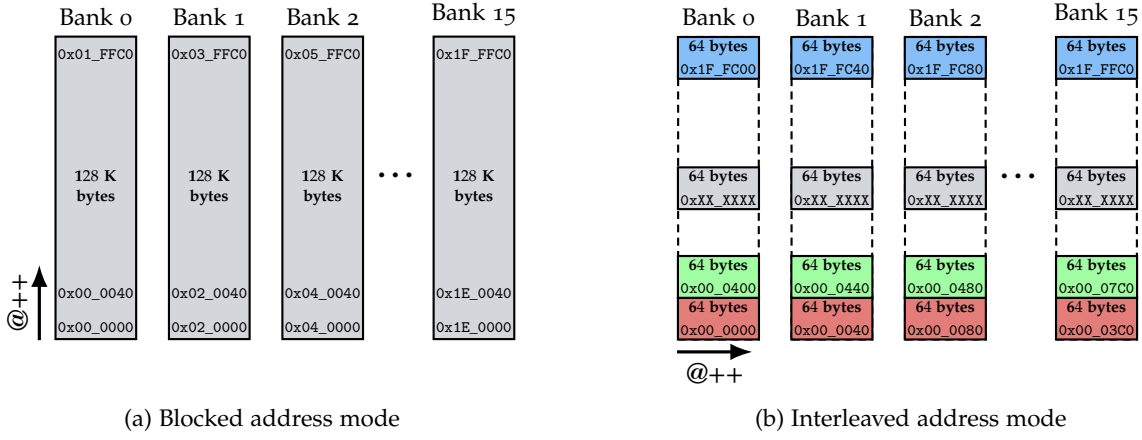 Bank 0 Bank 1 Bank 2 Bank 15
0x01_FFC0 0x03_FFC0 0x05_FFC0 0x1F_FFC0
128 K 128 K 128 K ... 128 K
bytes bytes bytes bytes
0x00_0040 0x02_0040 0x04_0040 0x1E_0040
0x00_0000 0x02_0000 0x04_0000 0x1E_0000
@++
(a) Blocked address mode
Bank 0 Bank 1 Bank 2 Bank 15
64 bytes 64 bytes 64 bytes 64 bytes
0x1F_FC00 0x1F_FC40 0x1F_FC80 0x1F_FFC0
64 bytes 64 bytes 64 bytes ... 64 bytes
0xXX_XXXX 0xXX_XXXX 0xXX_XXXX 0xXX_XXXX
64 bytes 64 bytes 64 bytes 64 bytes
0x00_0400 0x00_0440 0x00_0480 0x00_07C0
64 bytes 64 bytes 64 bytes 64 bytes
0x00_0000 0x00_0040 0x00_0080 0x00_03C0
@++
(b) Interleaved address mode